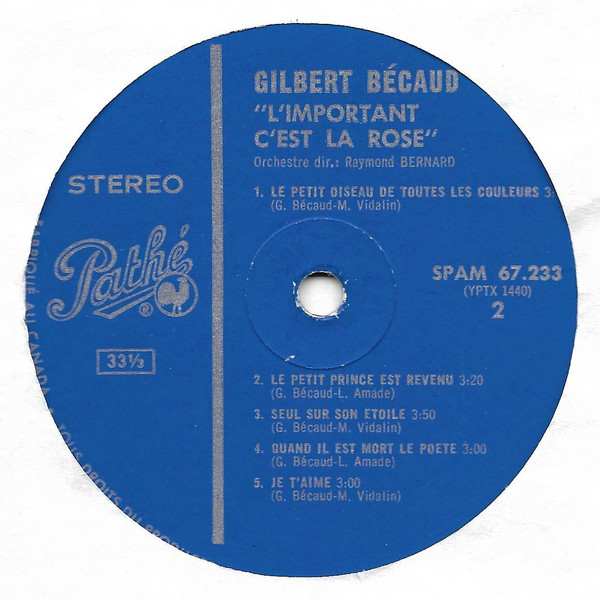 GILBERT BÉCAUD
"L'IMPORTANT
C'EST LA ROSE"
Orchestre dir.: Raymond BERNARD
STEREO
Pathé
®
33⅓
1. LE PETIT OISEAU DE TOUTES LES COULEURS 3:
(G. Bécaud-M. Vidalin)
SPAM 67.233
(YPTX 1440)
2
2. LE PETIT PRINCE EST REVENU 3:20
(G. Bécaud-L. Amade)
3. SEUL SUR SON ETOILE 3:50
(G. Bécaud-M. Vidalin)
4. QUAND IL EST MORT LE POETE 3:00
(G. Bécaud-L. Amade)
5. JE T'AIME 3:00
(G. Bécaud-M. Vidalin)
AU CANADA
TOUS DROITS DU